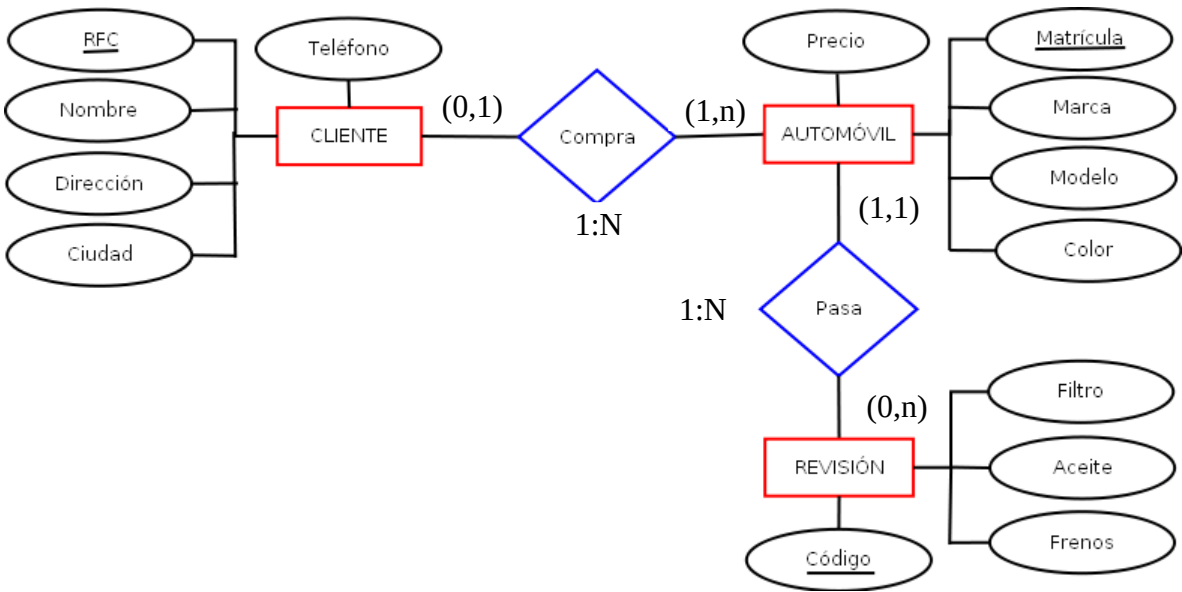 RFC
Teléfono
Precio
Matrícula
Nombre
(0,1)
(1,n)
Marca
CLIENTE
Compra
AUTOMÓVIL
Dirección
Modelo
(1,1)
1:N
Ciudad
Color
1:N
Pasa
(0,n)
Filtro
REVISIÓN
Aceite
Frenos
Código